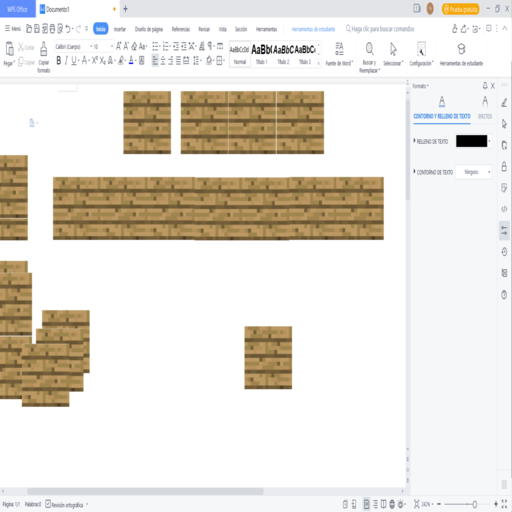 WPS Office
Documento1
Prueba gratuita
Menú
Inicio
Insertar
Diseño de página
Referencias
Revisar
Vista
Sección
Herramientas
Herramientas de estudiante
Haga clic para buscar comandos
Pegar
Cortar
Copiar
Copiar formato
Calibri (Cuerpo)
10
AaBbCcDd
Normal
AaBb
Título 1
AaBbC
Título 2
AaBbC
Título 3
Fuente de Word
Buscar y Reemplazar
Seleccionar
Configuración
Herramientas de estudiante
Formato
CONTORNO Y RELLENO DE TEXTO
EFECTOS
RELLENO DE TEXTO
CONTORNO DE TEXTO
Ninguno
Página: 1/1
Palabras: 0
Revisión ortográfica